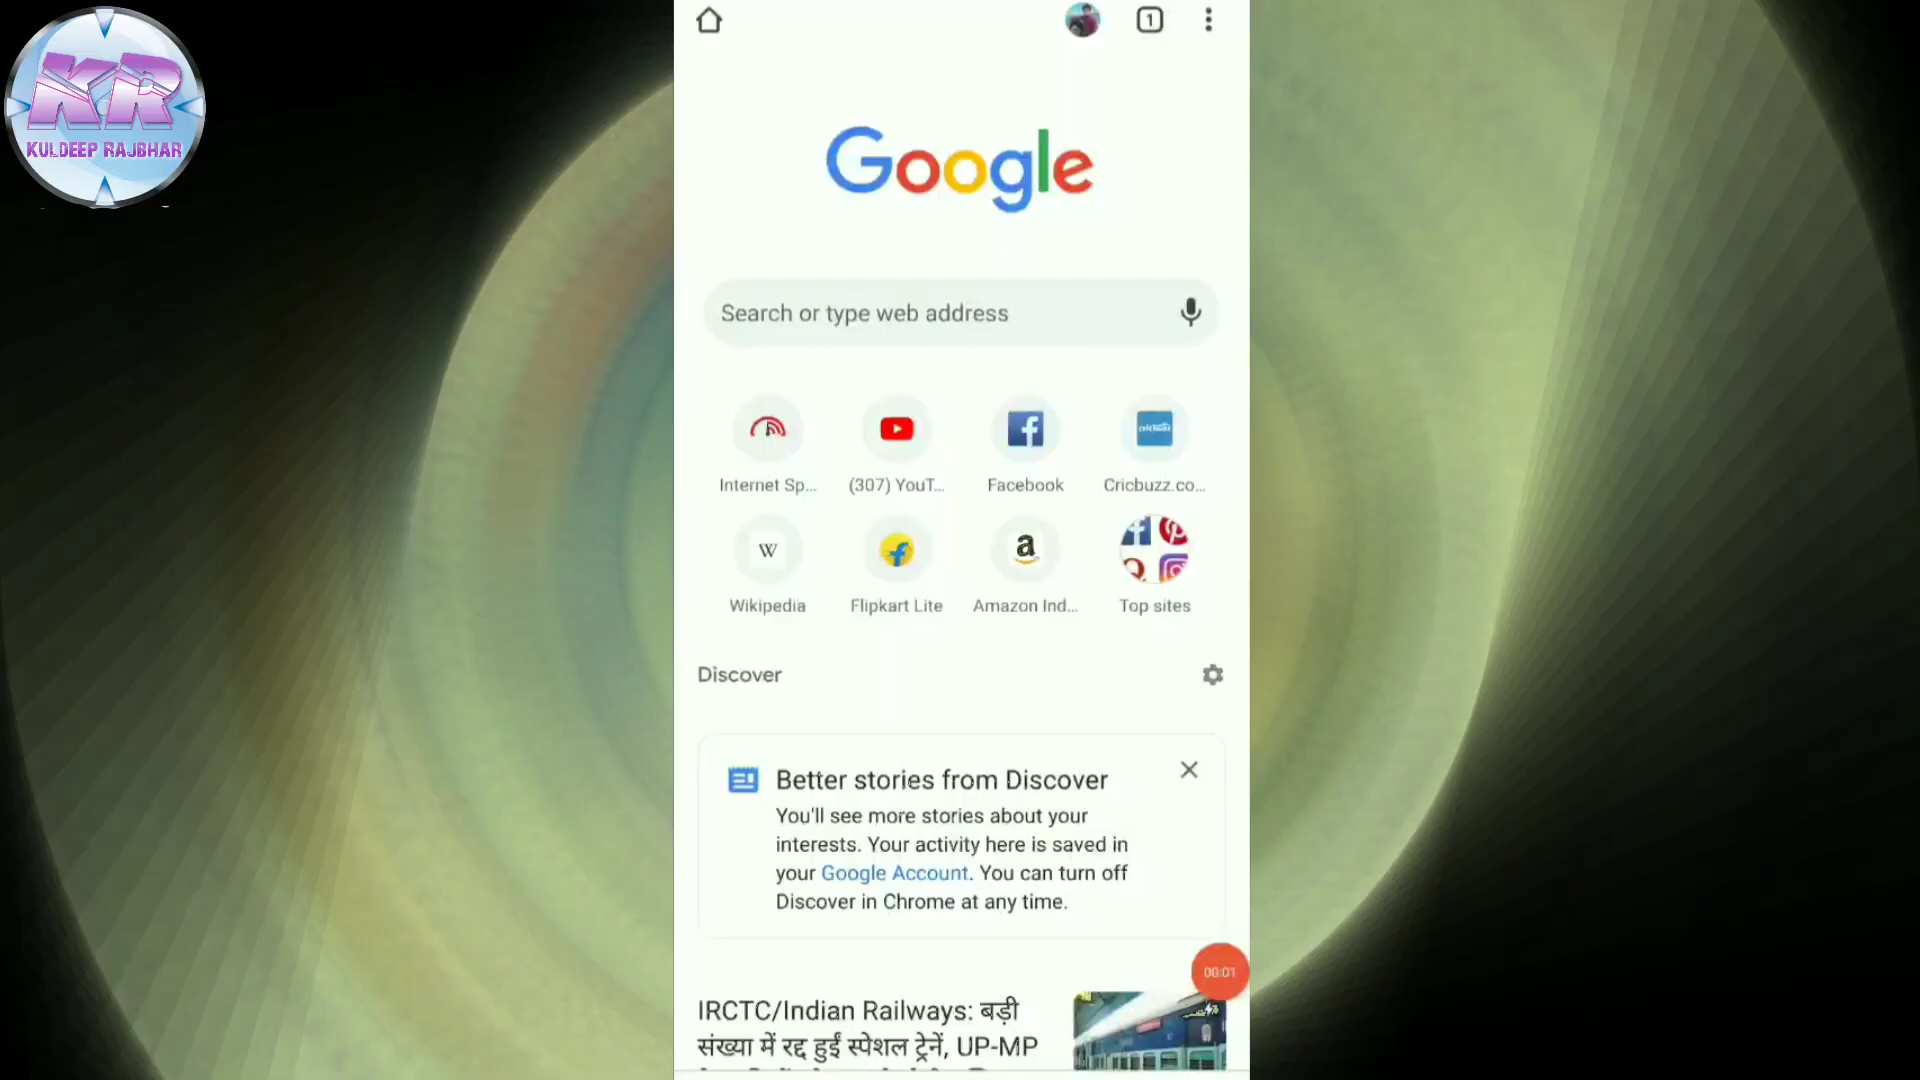 KR
KULDEEP RAJBHAR
1
Google
Search or type web address
Internet Sp...
(307) YouT...
Facebook
cricbuzz
Cricbuzz.co...
W
a
Wikipedia
Flipkart Lite
Amazon Ind...
Top sites
Discover
Better stories from Discover
You'll see more stories about your
interests. Your activity here is saved in
your Google Account. You can turn off
Discover in Chrome at any time.
00:01
IRCTC/Indian Railways: बड़ी
संख्या में रद्द हुईं स्पेशल ट्रेनें, UP-MP